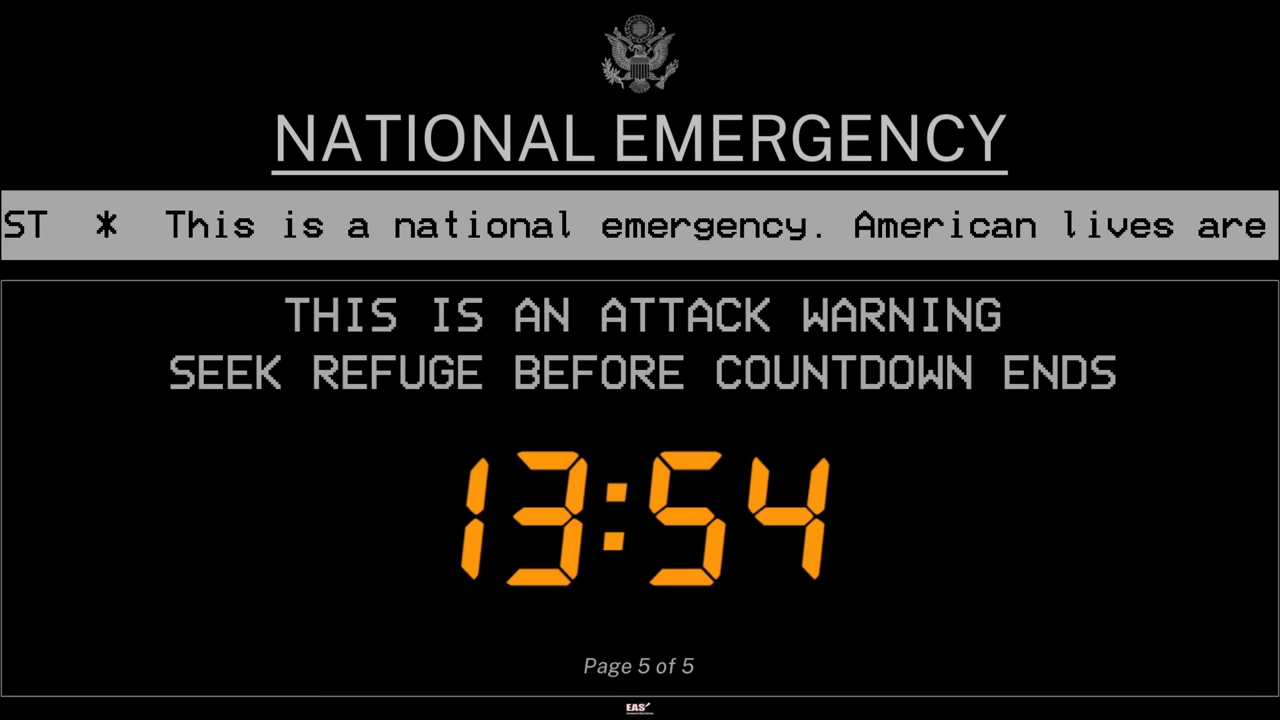 NATIONAL EMERGENCY
ST * This is a national emergency. American lives are
THIS IS AN ATTACK WARNING
SEEK REFUGE BEFORE COUNTDOWN ENDS
13:54
Page 5 of 5
EAS